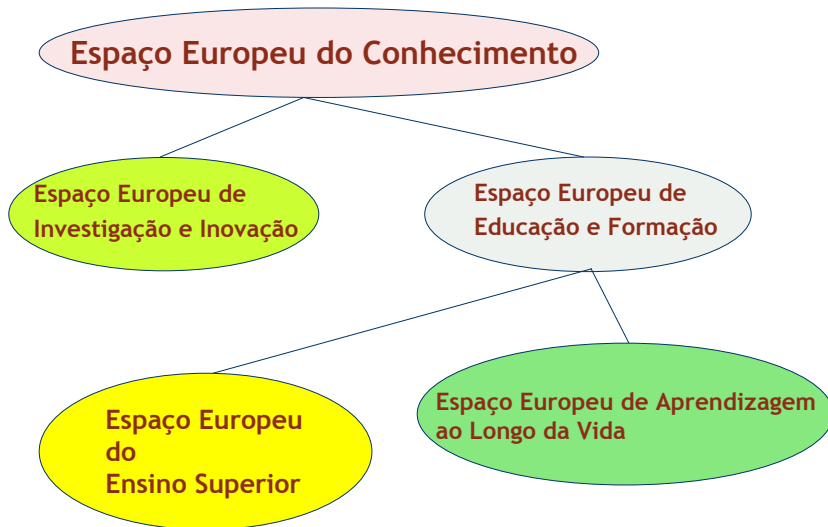 Espaço Europeu do Conhecimento
Espaço Europeu de
Investigação e Inovação
Espaço Europeu de
Educação e Formação
Espaço Europeu
do
Ensino Superior
Espaço Europeu de Aprendizagem
ao Longo da Vida